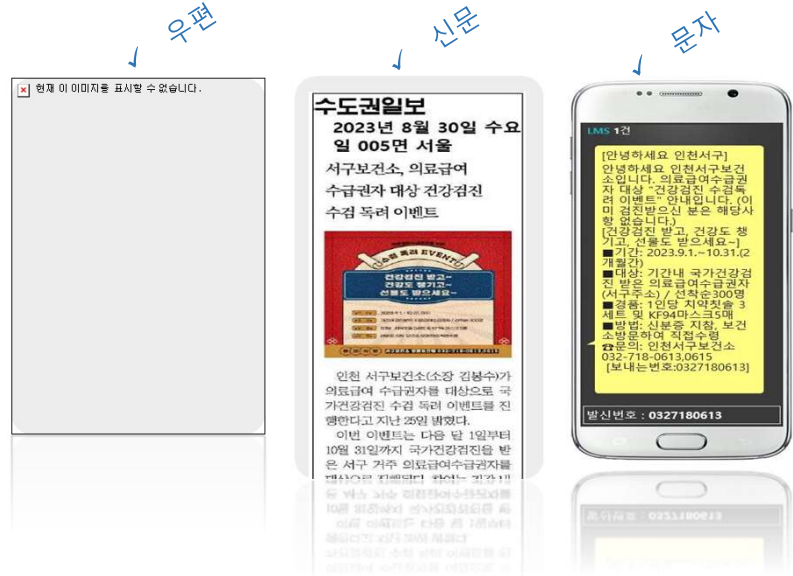 우편
신문
문자
현재 이 이미지를 표시할 수 없습니다.
수도권일보
2023년 8월 30일 수요
일 005면 서울
서구보건소, 의료급여
수급권자 대상 건강검진
수검 독려 이벤트
수검 독려 EVENT
건강검진 받고~
건강도 챙기고~
선물도 받으세요~
인천 서구보건소(소장 김봉수)가
의료급여 수급권자를 대상으로 국
가건강검진 수검 독려 이벤트를 진
행한다고 지난 25일 밝혔다.
이번 이벤트는 다음 달 1일부터
10월 31일까지 국가건강검진을 받
은 서구 거주 의료급여수급권자를
LMS 1건
[안녕하세요 인천서구]
안녕하세요 인천서구보건
소입니다. 의료급여수급권
자 대상 "건강검진 수검독
려 이벤트" 안내입니다. (이
미 검진받으신 분은 해당사
항 없습니다.)
[건강검진 받고, 건강도 챙
기고, 선물도 받으세요~]
■기간: 2023.9.1.~10.31.(2
개월간)
■대상: 기간내 국가건강검
진 받은 의료급여수급권자
(서구주소) / 선착순300명
■경품: 1인당 치약칫솔 3
세트 및 KF94마스크5매
■방법: 신분증 지참, 보건
소방문하여 직접수령
☎문의: 인천서구보건소
032-718-0613,0615
[보내는번호:0327180613]
발신번호 : 0327180613